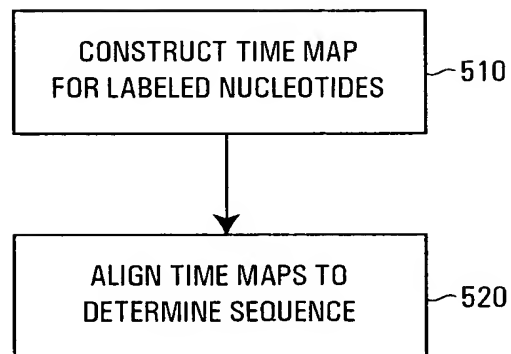 CONSTRUCT TIME MAP
FOR LABELED NUCLEOTIDES
510
ALIGN TIME MAPS TO
DETERMINE SEQUENCE
520